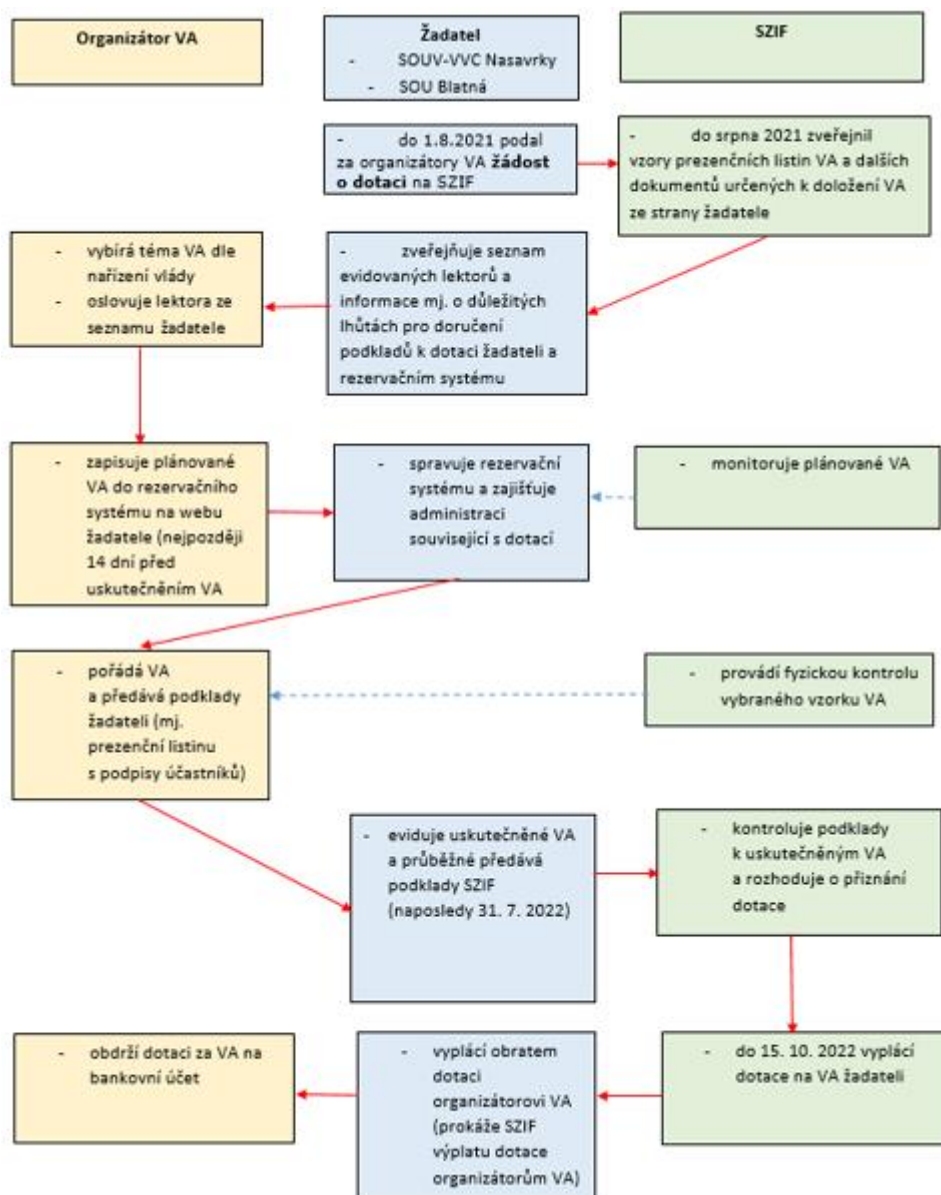 Organizátor VA
Žadatel
- SOUV-VVC Nasavrky
- SOU Blatná
SZIF
- do 1.8.2021 podal
za organizátory VA žádost
o dotaci na SZIF
- do srpna 2021 zveřejnil
vzory prezenčních listin VA a dalších
dokumentů určených k doložení VA
ze strany žadatele
- vybírá téma VA dle
nařízení vlády
- oslovuje lektora ze
seznamu žadatele
- zveřejňuje seznam
evidovaných lektorů a
informace mj. o důležitých
lhůtách pro doručení
podkladů k dotaci žadateli a
rezervačním systému
- zapisuje plánované
VA do rezervačního
systému na webu
žadatele (nejpozději
14 dní před
uskutečněním VA
- spravuje rezervační
systému a zajišťuje
administraci
související s dotací
- monitoruje plánované VA
- pořádá VA
a předává podklady
žadateli (mj.
prezenční listinu
s podpisy účastníků)
- provádí fyzickou kontrolu
vybraného vzorku VA
- eviduje uskutečněné VA
a průběžné předává
podklady SZIF
(naposledy 31. 7. 2022)
- kontroluje podklady
k uskutečněným VA
a rozhoduje o přiznání
dotace
- obdrží dotaci za VA na
bankovní účet
- vyplácí obratem
dotaci
organizátorovi VA
(prokáže SZIF
výplatu dotace
organizátorům VA)
- do 15. 10. 2022 vyplácí
dotace na VA žadateli